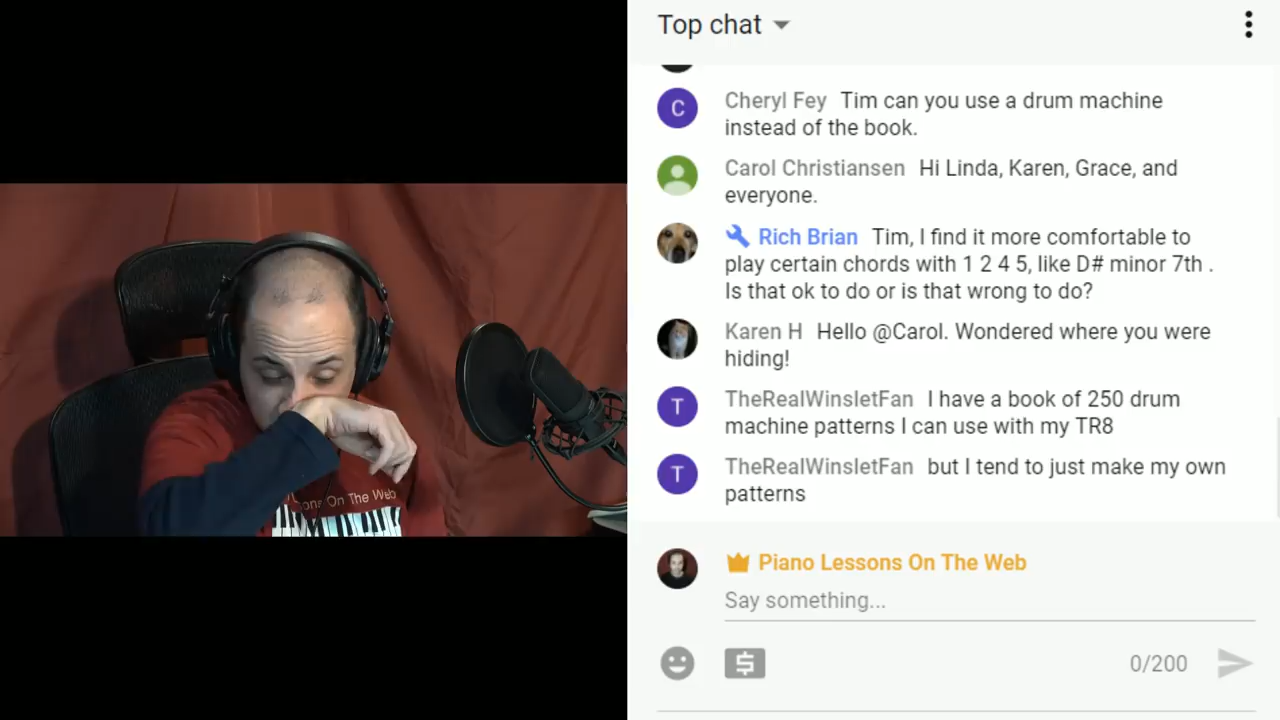 Top chat
C
Cheryl Fey Tim can you use a drum machine
instead of the book.
Carol Christiansen Hi Linda, Karen, Grace, and
everyone.
Rich Brian Tim, I find it more comfortable to
play certain chords with 1 2 4 5, like D# minor 7th .
Is that ok to do or is that wrong to do?
Karen H Hello @Carol. Wondered where you were
hiding!
T
TheRealWinsletFan I have a book of 250 drum
machine patterns I can use with my TR8
T
TheRealWinsletFan but I tend to just make my own
patterns
Piano Lessons On The Web
Say something...
0/200
ons On The Web